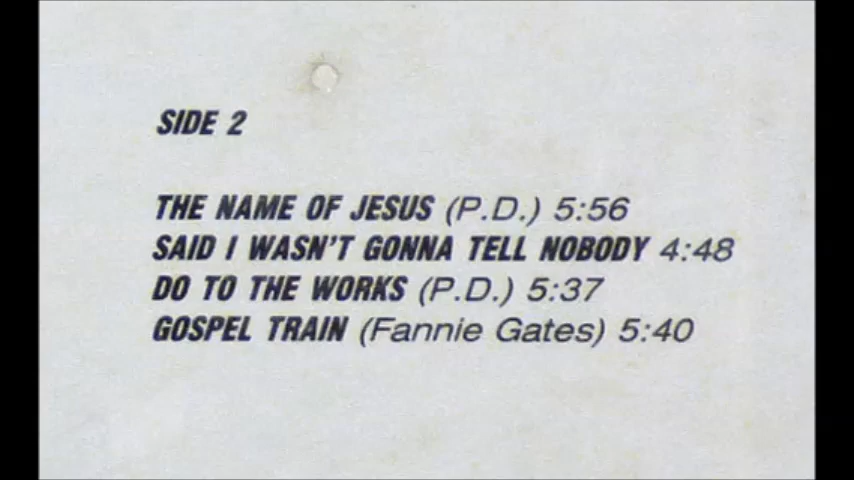 SIDE 2
THE NAME OF JESUS (P.D.) 5:56
SAID I WASN'T GONNA TELL NOBODY 4:48
DO TO THE WORKS (P.D.) 5:37
GOSPEL TRAIN (Fannie Gates) 5:40